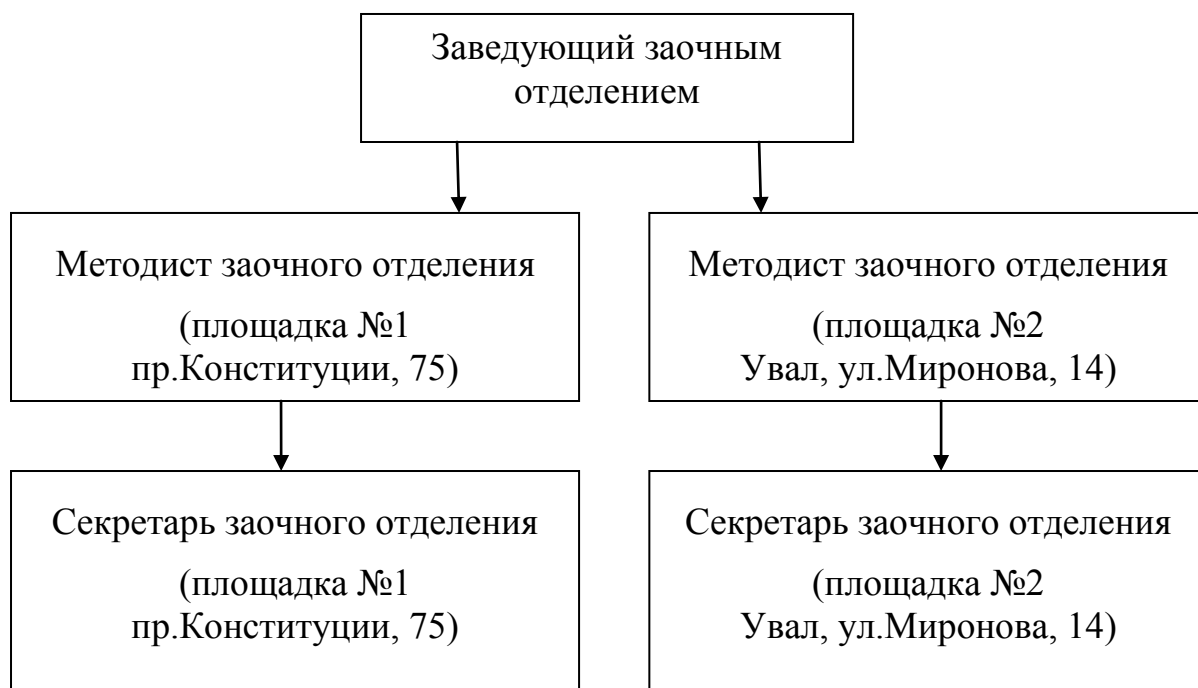 Заведующий заочным
отделением
Методист заочного отделения
(площадка №1
пр.Конституции, 75)
Методист заочного отделения
(площадка №2
Увал, ул.Миронова, 14)
Секретарь заочного отделения
(площадка №1
пр.Конституции, 75)
Секретарь заочного отделения
(площадка №2
Увал, ул.Миронова, 14)